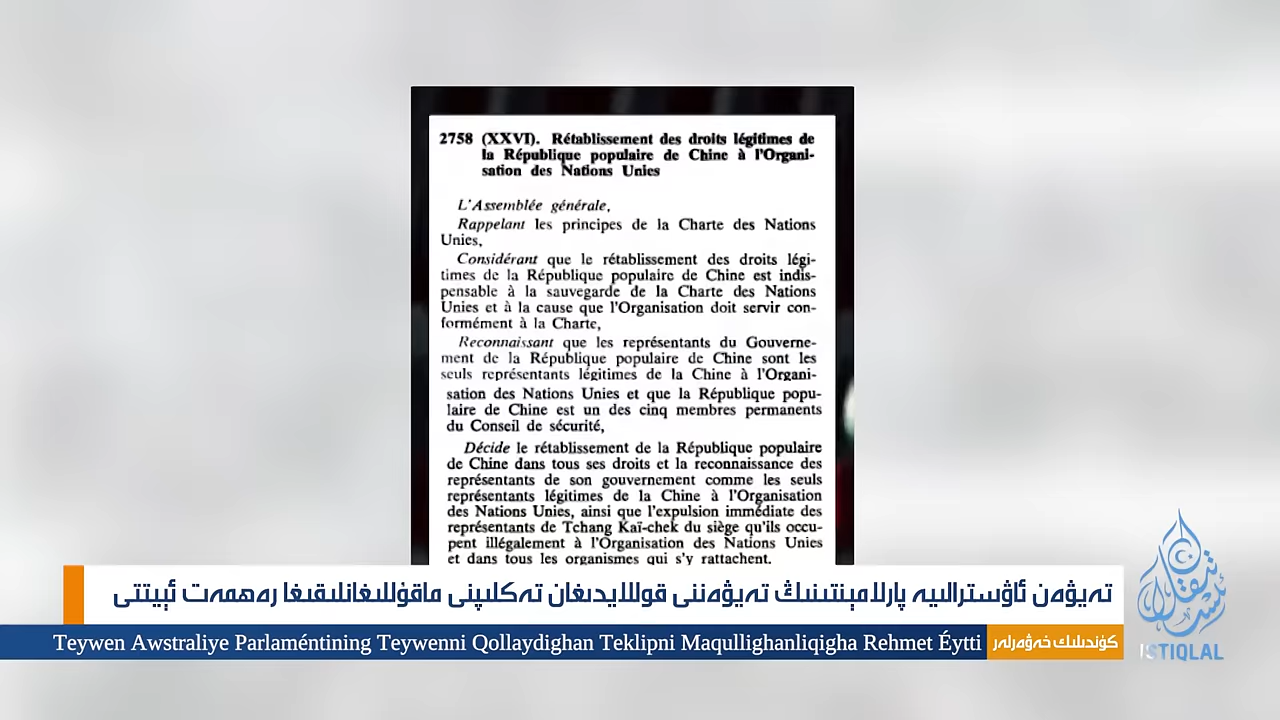 2758 (XXVI). Rétablissement des droits légitimes de
la République populaire de Chine à l'Organi-
sation des Nations Unies
L'Assemblée générale,
Rappelant les principes de la Charte des Nations
Unies,
Considérant que le rétablissement des droits légi-
times de la République populaire de Chine est indis-
pensable à la sauvegarde de la Charte des Nations
Unies et à la cause que l'Organisation doit servir con-
formément à la Charte,
Reconnaissant que les représentants du Gouverne-
ment de la République populaire de Chine sont les
seuls représentants légitimes de la Chine à l'Organi-
sation des Nations Unies et que la République popu-
laire de Chine est un des cinq membres permanents
du Conseil de sécurité,
Décide le rétablissement de la République populaire
de Chine dans tous ses droits et la reconnaissance des
représentants de son gouvernement comme les seuls
représentants légitimes de la Chine à l'Organisation
des Nations Unies, ainsi que l'expulsion immédiate des
représentants de Tchang Kaï-chek du siège qu'ils occu-
pent illégalement à l'Organisation des Nations Unies
et dans tous les organismes qui s'y rattachent.
تەيۋەن ئاۋسترالىيە پارلامېنتىنىڭ تەيۋەننى قوللايدىغان تەكلىپنى ماقۇللىغانلىقىغا رەھمەت ئېيتتى
Teywen Awstraliye Parlaméntining Teywenni Qollaydighan Teklipni Maqullighanliqigha Rehmet Éytti
كۈندىلىك خەۋەرلەر
ئىستىقلال
ISTIQLAL